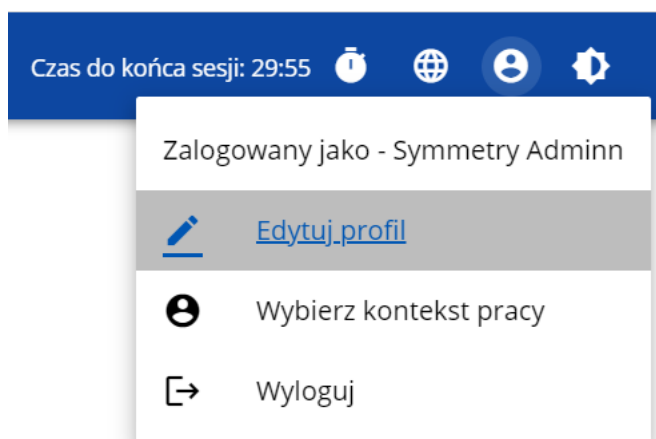 Czas do końca sesji: 29:55
Zalogowany jako - Symmetry Adminn
Edytuj profil
Wybierz kontekst pracy
Wyloguj